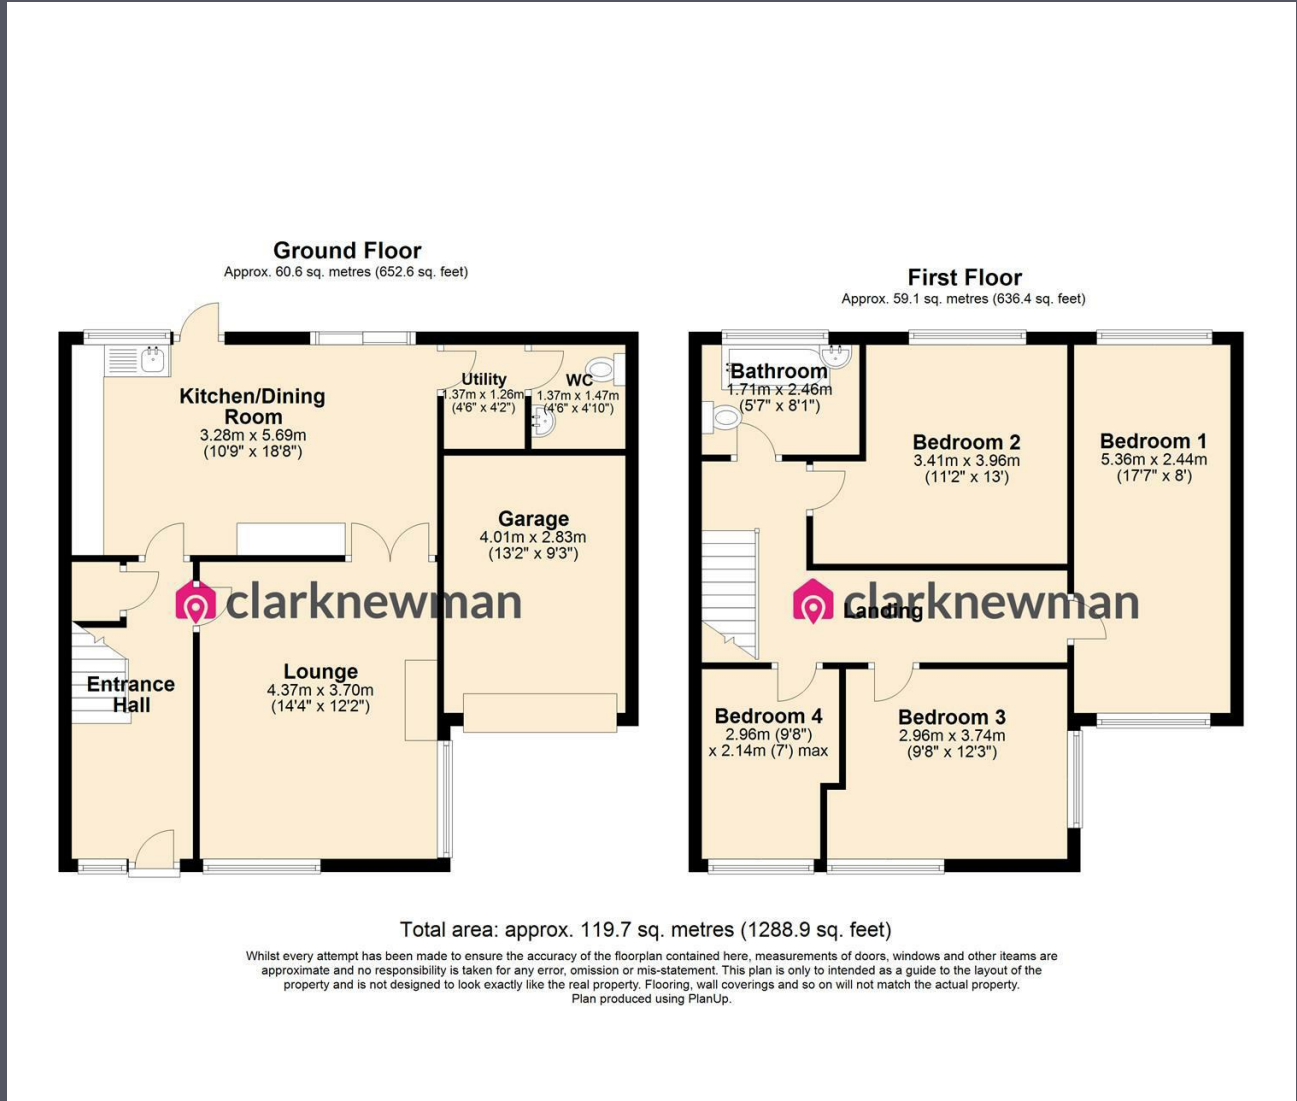 Ground Floor
Approx. 60.6 sq. metres (652.6 sq. feet)
Kitchen/Dining
Room
3.28m x 5.69m
(10'9" x 18'8")
Utility
1.37m x 1.26m
(4'6" x 4'2")
WC
1.37m x 1.47m
(4'6" x 4'10")
Garage
4.01m x 2.83m
(13'2" x 9'3")
clarknewman
Lounge
4.37m x 3.70m
(14'4" x 12'2")
Entrance
Hall
First Floor
Approx. 59.1 sq. metres (636.4 sq. feet)
Bathroom
1.71m x 2.46m
(5'7" x 8'1")
Bedroom 2
3.41m x 3.96m
(11'2" x 13')
Bedroom 1
5.36m x 2.44m
(17'7" x 8')
clarknewman
Landing
Bedroom 4
2.96m (9'8")
x 2.14m (7') max
Bedroom 3
2.96m x 3.74m
(9'8" x 12'3")
Total area: approx. 119.7 sq. metres (1288.9 sq. feet)
Whilst every attempt has been made to ensure the accuracy of the floorplan contained here, measurements of doors, windows and other iteams are
approximate and no responsibility is taken for any error, omission or mis-statement. This plan is only to intended as a guide to the layout of the
property and is not designed to look exactly like the real property. Flooring, wall coverings and so on will not match the actual property.
Plan produced using PlanUp.